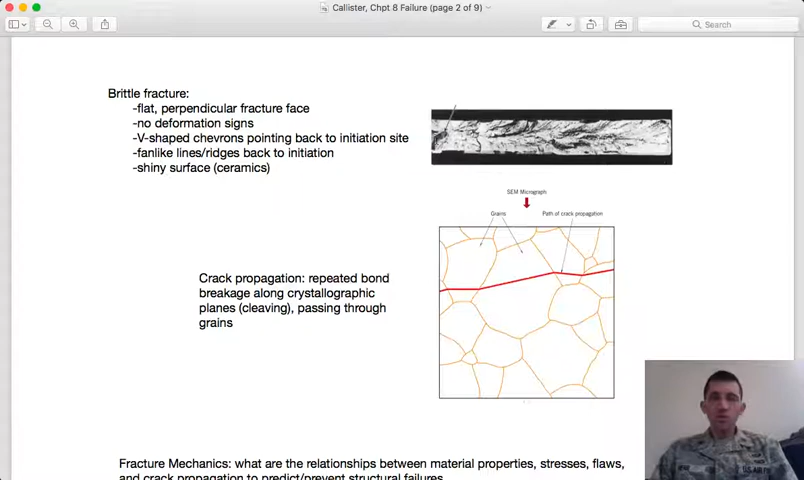 Callister, Chpt 8 Failure (page 2 of 9)
Search
Brittle fracture:
-flat, perpendicular fracture face
-no deformation signs
-V-shaped chevrons pointing back to initiation site
-fanlike lines/ridges back to initiation
-shiny surface (ceramics)
SEM Micrograph
Grains
Path of crack propagation
Crack propagation: repeated bond
breakage along crystallographic
planes (cleaving), passing through
grains
Fracture Mechanics: what are the relationships between material properties, stresses, flaws,
and crack propagation to predict/prevent structural failures
U.S. AIR